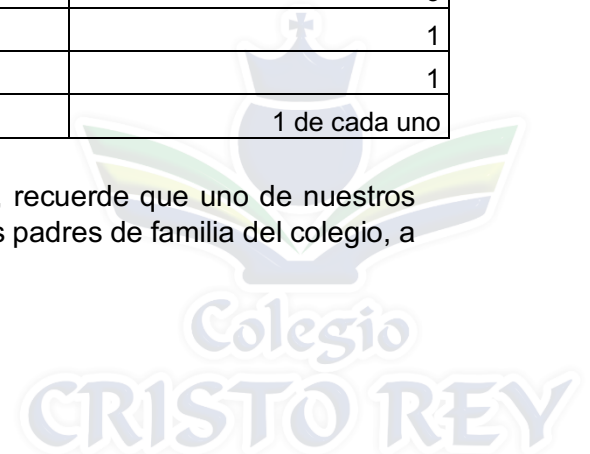 1
1
1 de cada uno
recuerde que uno de nuestros
padres de familia del colegio, a
Colegio
CRISTO REY